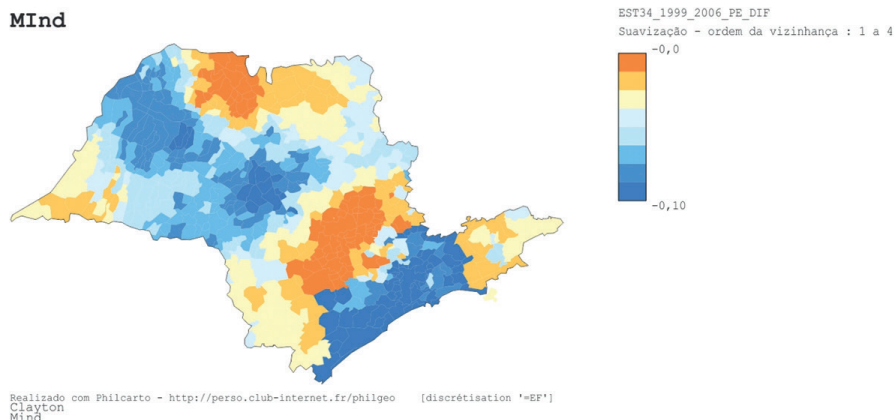 MInd
EST34_1999_2006_PE_DIF
Suavização - ordem da vizinhança : 1 a 4
-0,0
-0,10
Realizado com Philcarto - http://perso.club-internet.fr/philgeo [discrétisation '=EF']
Clayton
Mind